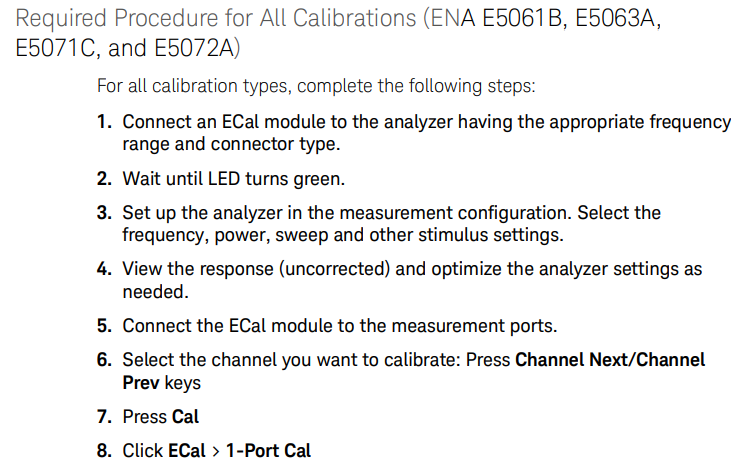 Required Procedure for All Calibrations (ENA E5061B, E5063A,
E5071C, and E5072A)
For all calibration types, complete the following steps:
1. Connect an ECal module to the analyzer having the appropriate frequency
range and connector type.
2. Wait until LED turns green.
3. Set up the analyzer in the measurement configuration. Select the
frequency, power, sweep and other stimulus settings.
4. View the response (uncorrected) and optimize the analyzer settings as
needed.
5. Connect the ECal module to the measurement ports.
6. Select the channel you want to calibrate: Press Channel Next/Channel
Prev keys
7. Press Cal
8. Click ECal > 1-Port Cal